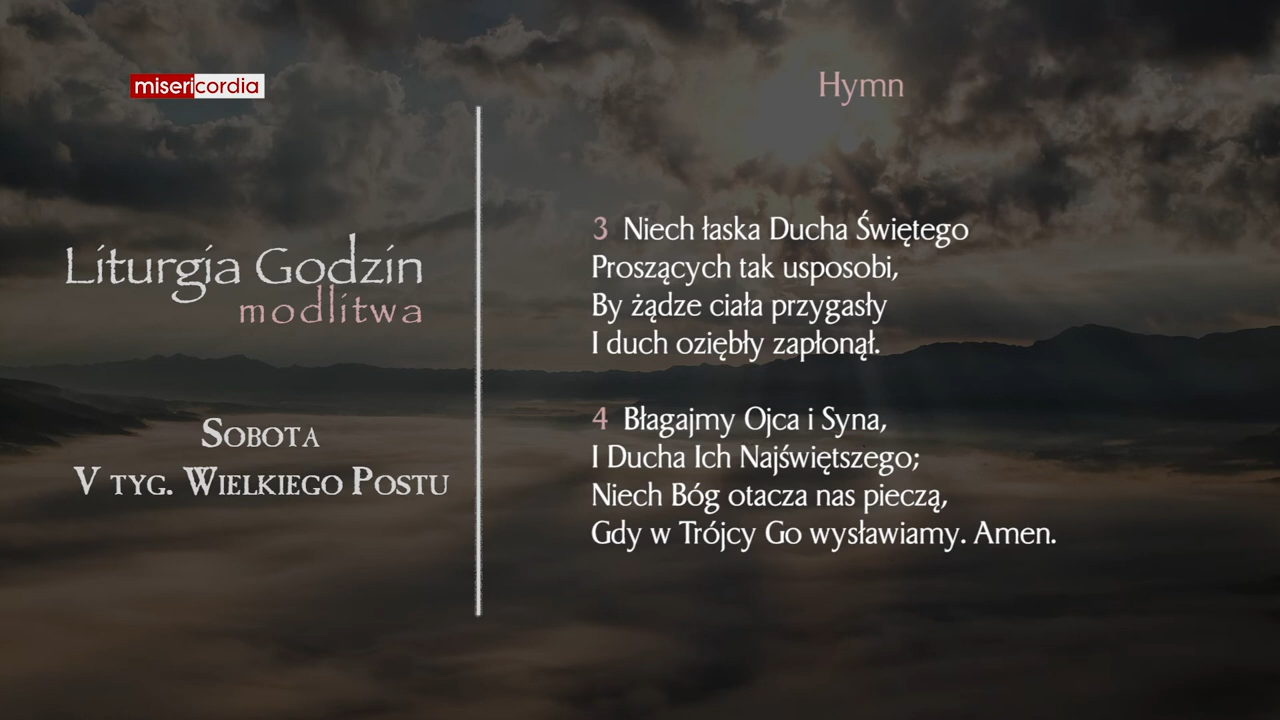 misericordia
Liturgia Godzin
modlitwa
Sobota
V tyg. Wielkiego Postu
Hymn
3 Niech łaska Ducha Świętego
Proszących tak usposobi,
By żądze ciała przygasły
I duch oziębły zapłonął.
4 Błagajmy Ojca i Syna,
I Ducha Ich Najświętszego;
Niech Bóg otacza nas pieczą,
Gdy w Trójcy Go wysławiamy. Amen.